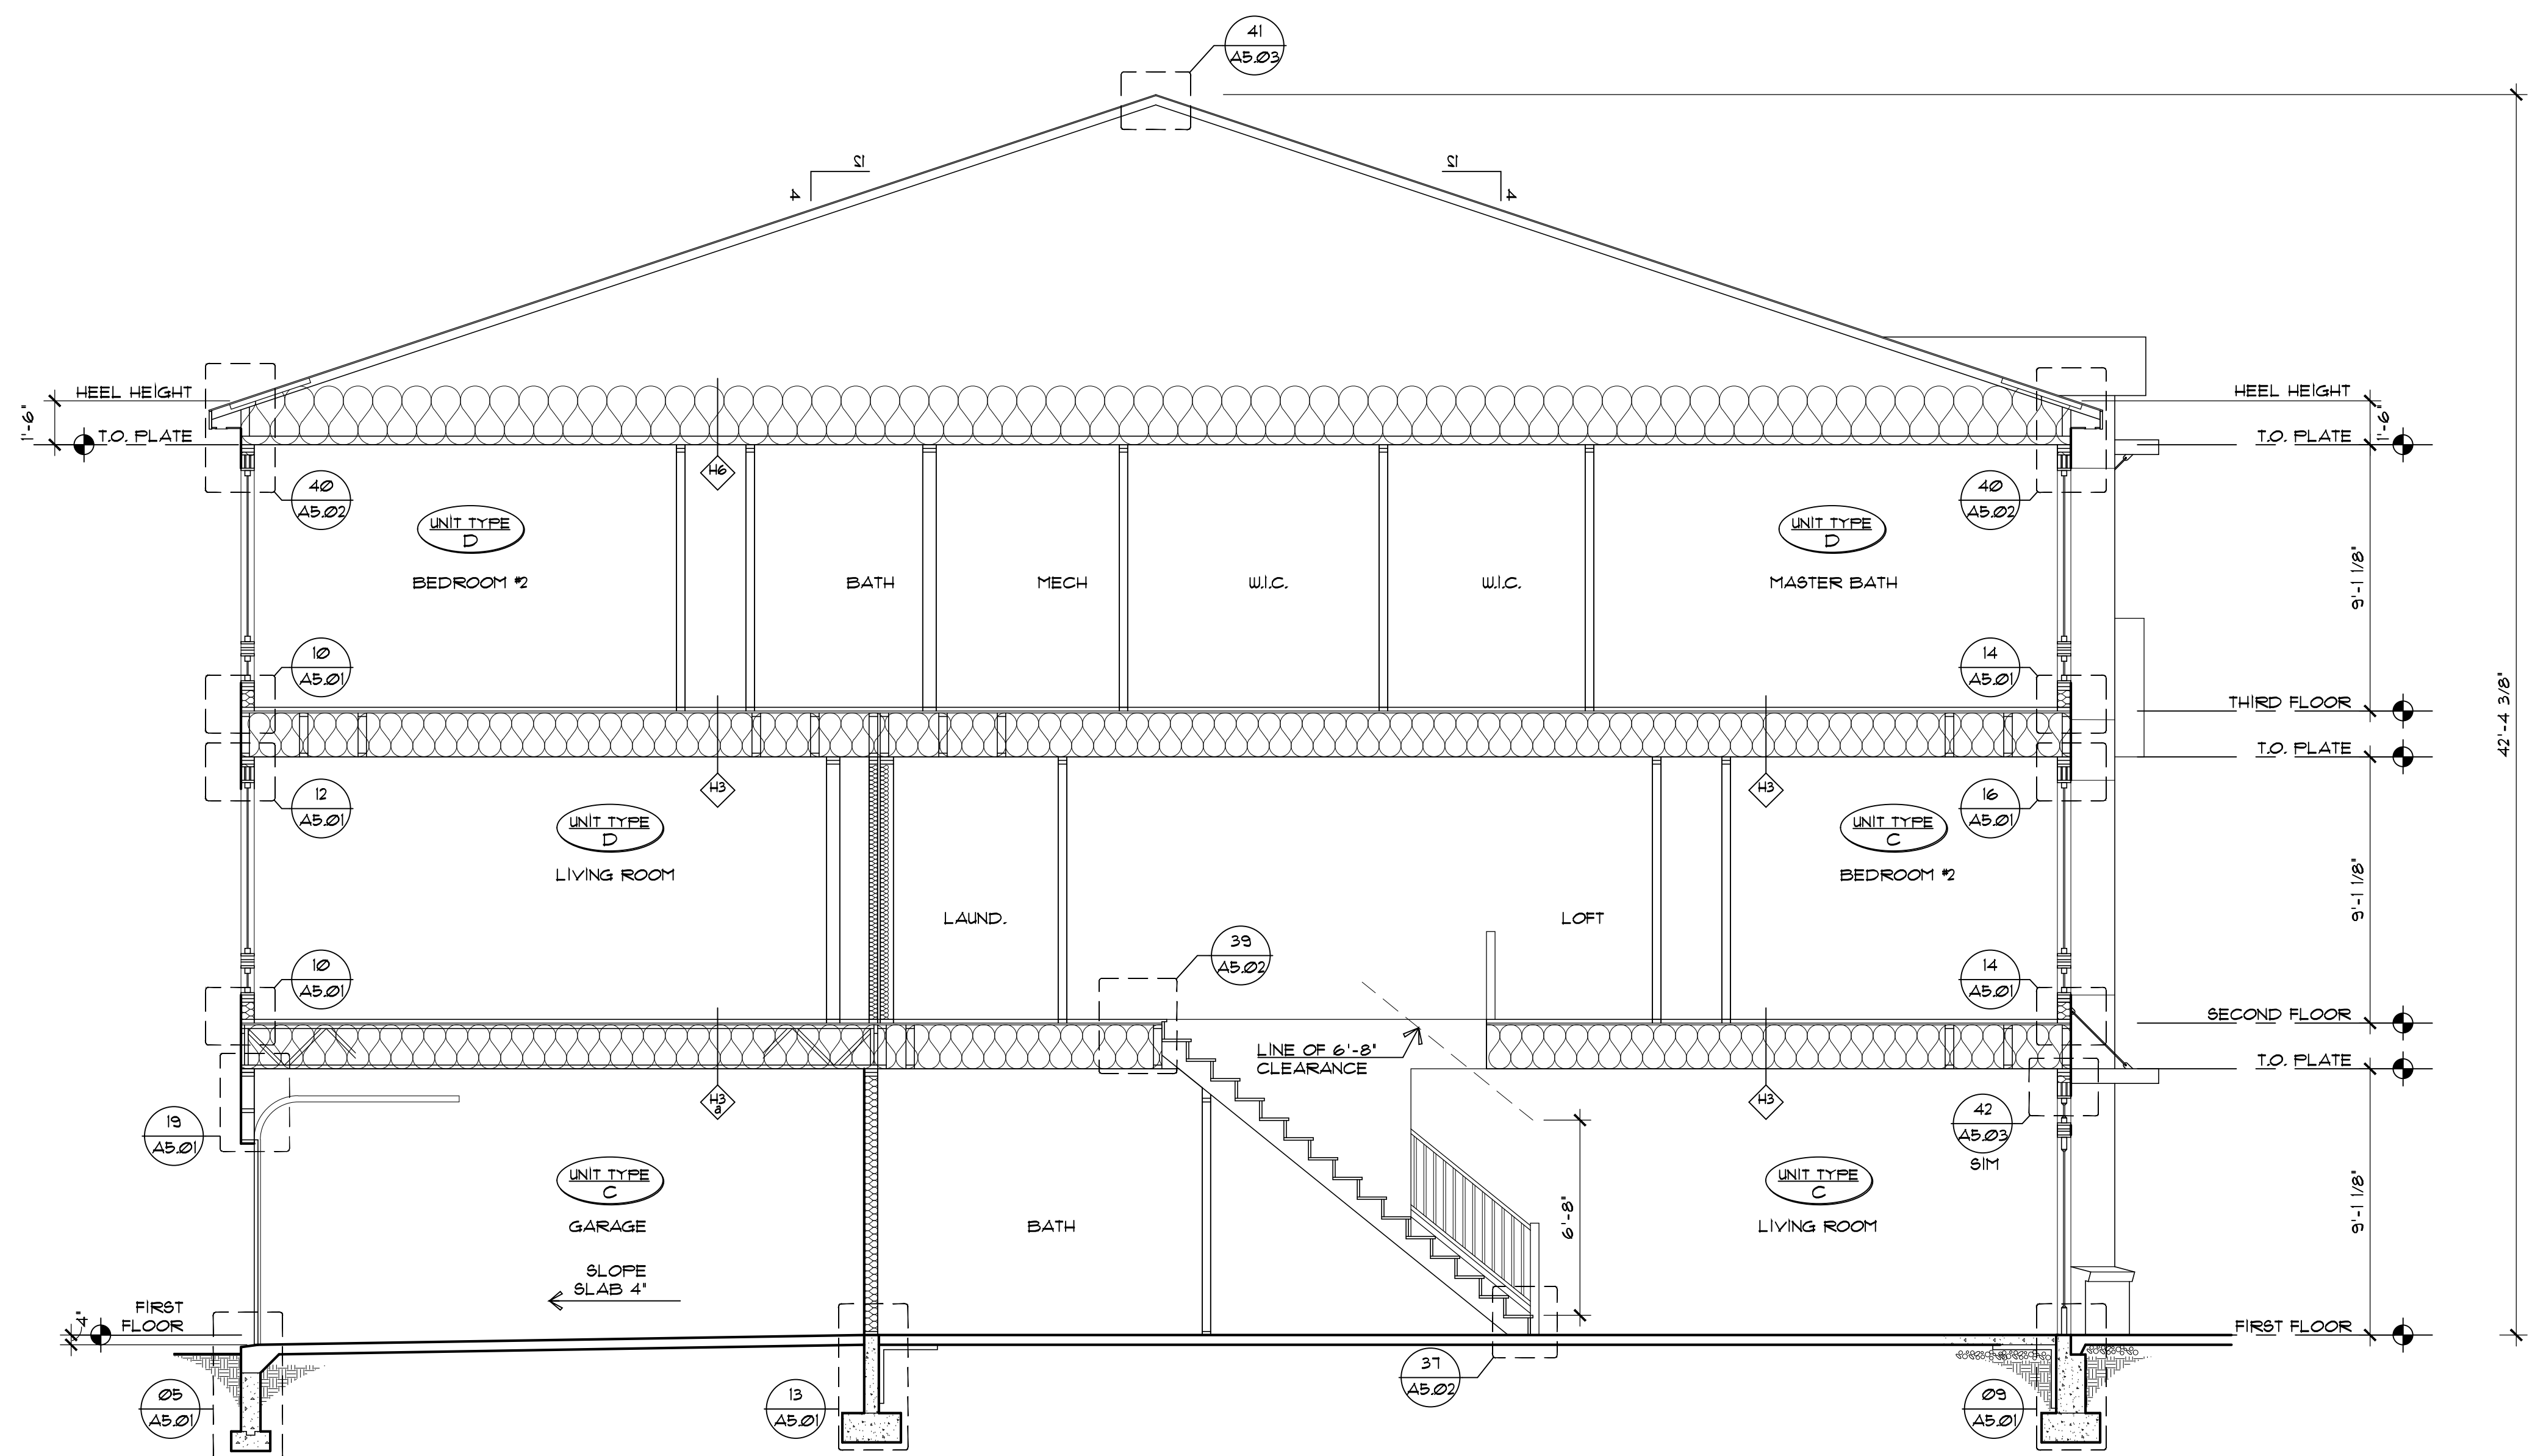 41
A5.03
12
4
12
4
HEEL HEIGHT
1'-6"
T.O. PLATE
HEEL HEIGHT
T.O. PLATE
1'-6"
H6
40
A5.02
40
A5.02
UNIT TYPE
D
UNIT TYPE
D
BEDROOM #2
BATH
MECH
W.I.C.
W.I.C.
MASTER BATH
9'-1 1/8"
10
A5.01
14
A5.01
THIRD FLOOR
42'-4 3/8"
T.O. PLATE
H3
H3
12
A5.01
16
A5.01
UNIT TYPE
D
UNIT TYPE
C
LIVING ROOM
BEDROOM #2
9'-1 1/8"
LAUND.
LOFT
39
A5.02
10
A5.01
14
A5.01
SECOND FLOOR
LINE OF 6'-8"
CLEARANCE
T.O. PLATE
H3
a
H3
19
A5.01
42
A5.03
SIM
UNIT TYPE
C
UNIT TYPE
C
GARAGE
BATH
6'-8"
LIVING ROOM
9'-1 1/8"
SLOPE
SLAB 4"
FIRST
FLOOR
4"
FIRST FLOOR
37
A5.02
05
A5.01
13
A5.01
09
A5.01